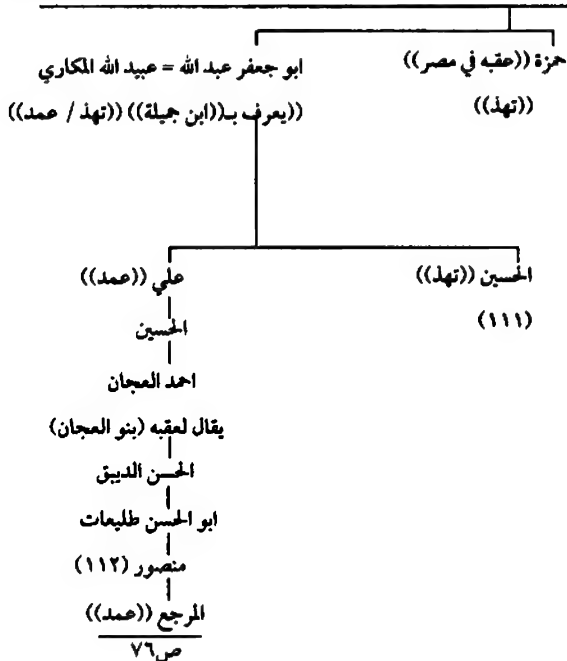 حمزة ((عقبه في مصر))
((تهذ))
ابو جعفر عبد الله = عبيد الله المكاري
((يعرف بـ((ابن جميلة)) ((تهذ / عمد))
الحسين ((تهذ))
(١١١)
علي ((عمد))
الحسين
احمد العجان
يقال لعقبه (بنو العجان)
الحسن الديبق
ابو الحسن طليعات
منصور (١١٢)
المرجع ((عمد))
ص٧٦